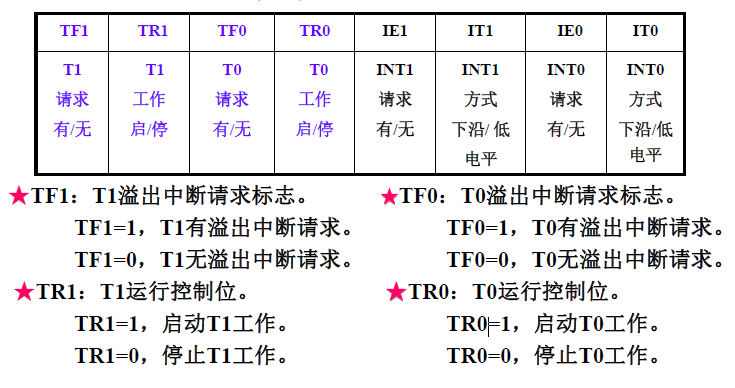 TF1 TR1 TF0 TR0 IE1 IT1 IE0 IT0
T1 T1 T0 T0 INT1 INT1 INT0 INT0
请求 工作 请求 工作 请求 方式 请求 方式
有/无 启/停 有/无 启/停 有/无 下沿/ 低 有/无 下沿/低
电平 电平
★TF1：T1溢出中断请求标志。
TF1=1，T1有溢出中断请求。
TF1=0，T1无溢出中断请求。
★TR1：T1运行控制位。
TR1=1，启动T1工作。
TR1=0，停止T1工作。
★TF0：T0溢出中断请求标志。
TF0=1，T0有溢出中断请求。
TF0=0，T0无溢出中断请求。
★TR0：T0运行控制位。
TR0=1，启动T0工作。
TR0=0，停止T0工作。